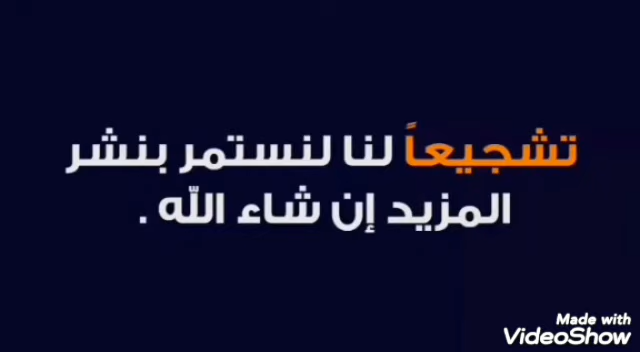 تشجيعاً لنا لنستمر بنشر
المزيد إن شاء الله .
Made with
VideoShow